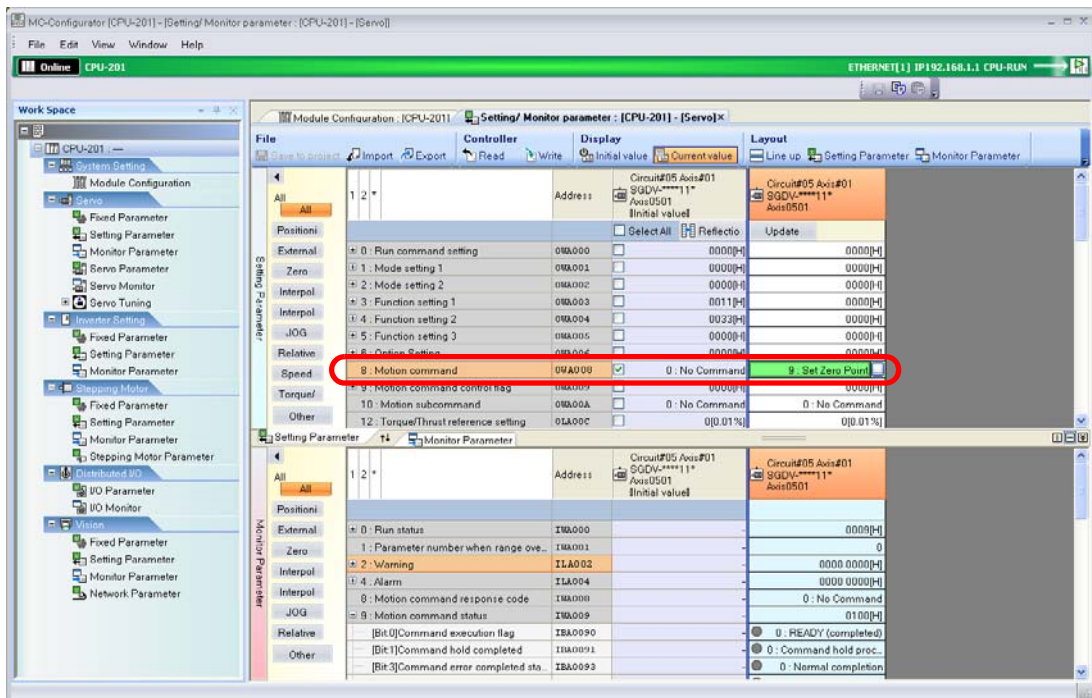 MC-Configurator [CPU-201] - [Setting/ Monitor parameter : [CPU-201] - [Servo]]
File Edit View Window Help
Online CPU-201 ETHERNET[1] IP192.168.1.1 CPU-RUN
Work Space
CPU-201 : ---
System Setting
Module Configuration
Servo
Fixed Parameter
Setting Parameter
Monitor Parameter
Servo Parameter
Servo Monitor
Servo Tuning
Inverter Setting
Fixed Parameter
Setting Parameter
Monitor Parameter
Stepping Motor
Fixed Parameter
Setting Parameter
Monitor Parameter
Stepping Motor Parameter
Distributed I/O
I/O Parameter
I/O Monitor
Vision
Fixed Parameter
Setting Parameter
Monitor Parameter
Network Parameter
Module Configuration : [CPU-201] Setting/ Monitor parameter : [CPU-201] - [Servo]×
File Controller Display Layout
Save to project Import Export Read Write Initial value Current value Line up Setting Parameter Monitor Parameter
Setting Parameter
All
All
Positioni
External
Zero
Interpol
Interpol
JOG
Relative
Speed
Torque/
Other
1 2 * Address
Circuit#05 Axis#01
SGDV-****11*
Axis0501
[Initial value]
Circuit#05 Axis#01
SGDV-****11*
Axis0501
Select All Reflectio Update
0 : Run command setting OWA000 0000[H] 0000[H]
1 : Mode setting 1 OWA001 0000[H] 0000[H]
2 : Mode setting 2 OWA002 0000[H] 0000[H]
3 : Function setting 1 OWA003 0011[H] 0000[H]
4 : Function setting 2 OWA004 0033[H] 0000[H]
5 : Function setting 3 OWA005 0000[H] 0000[H]
6 : Option Setting OWA006 0000[H] 0000[H]
8 : Motion command OWA008 0 : No Command 9 : Set Zero Point
9 : Motion command control flag OWA009 0000[H] 0000[H]
10 : Motion subcommand OWA00A 0 : No Command 0 : No Command
12 : Torque/Thrust reference setting OLA00C 0[0.01%] 0[0.01%]
Setting Parameter Monitor Parameter
Monitor Parameter
All
All
Positioni
External
Zero
Interpol
Interpol
JOG
Relative
Other
1 2 * Address
Circuit#05 Axis#01
SGDV-****11*
Axis0501
[Initial value]
Circuit#05 Axis#01
SGDV-****11*
Axis0501
0 : Run status IWA000 - 0009[H]
1 : Parameter number when range ove... IWA001 - 0
2 : Warning ILA002 - 0000 0000[H]
4 : Alarm ILA004 - 0000 0000[H]
8 : Motion command response code IWA008 - 0 : No Command
9 : Motion command status IWA009 - 0100[H]
[Bit:0]Command execution flag IBA0090 - 0 : READY (completed)
[Bit:1]Command hold completed IBA0091 - 0 : Command hold proc...
[Bit:3]Command error completed sta... IBA0093 - 0 : Normal completion